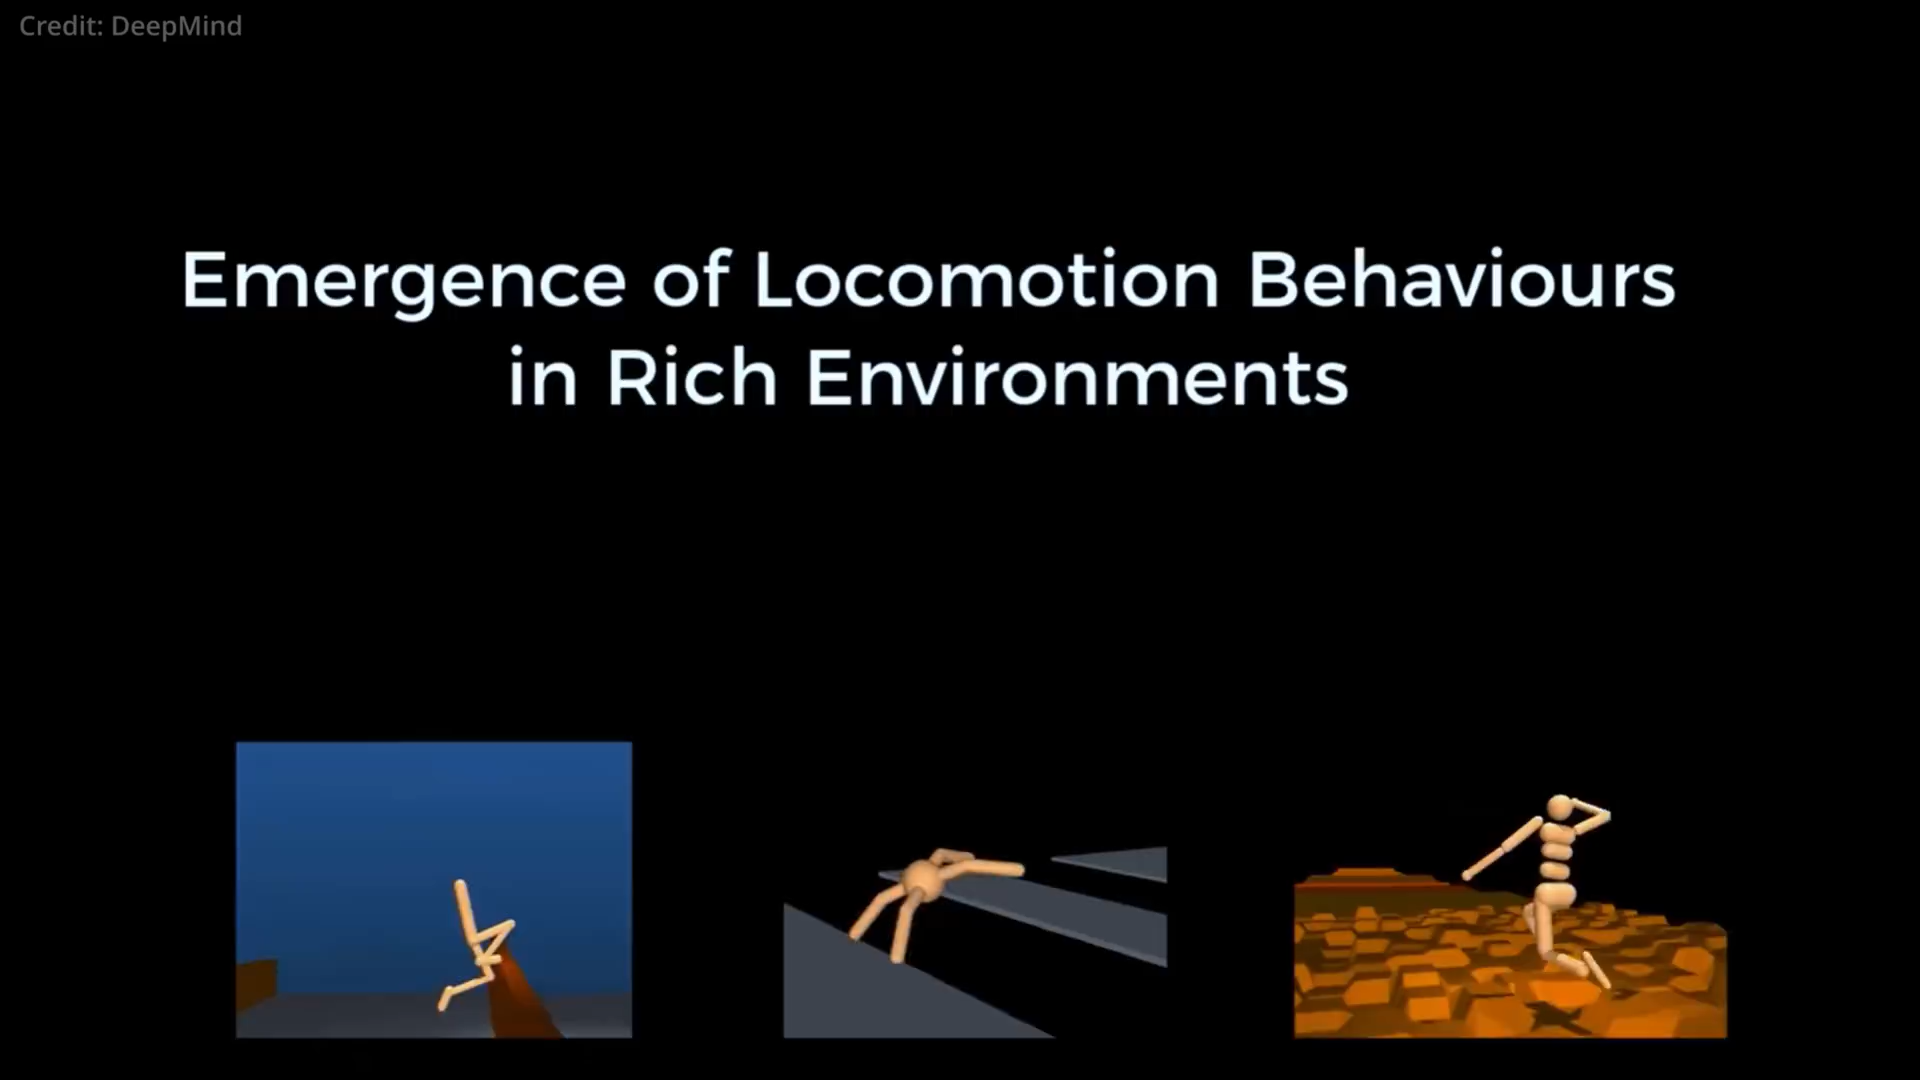 Credit: DeepMind
Emergence of Locomotion Behaviours
in Rich Environments